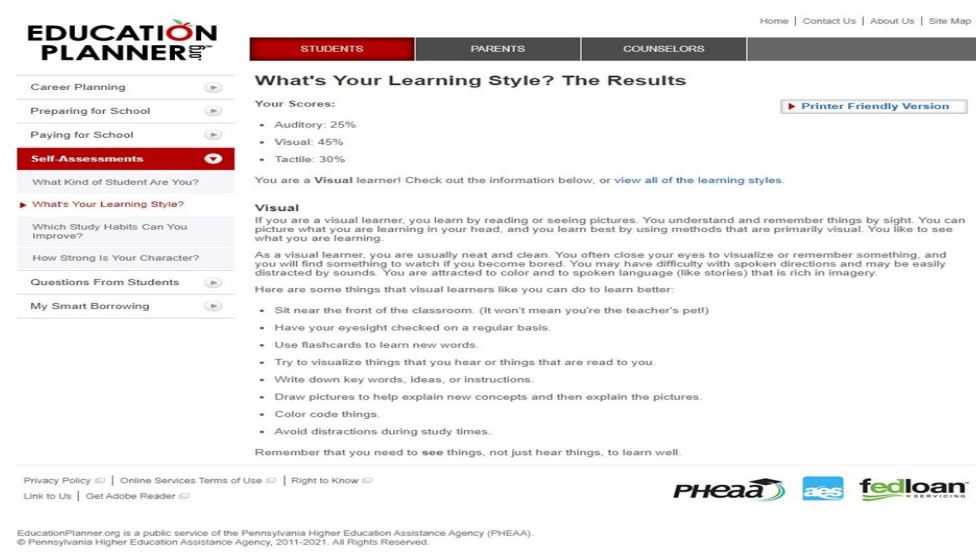 Home | Contact Us | About Us | Site Map
EDUCATION
PLANNER.org™
STUDENTS
PARENTS
COUNSELORS
Career Planning
Preparing for School
Paying for School
Self-Assessments
What Kind of Student Are You?
What's Your Learning Style?
Which Study Habits Can You
Improve?
How Strong Is Your Character?
Questions From Students
My Smart Borrowing
What's Your Learning Style? The Results
Your Scores:
Printer Friendly Version
• Auditory: 25%
• Visual: 45%
• Tactile: 30%
You are a Visual learner! Check out the information below, or view all of the learning styles.
Visual
If you are a visual learner, you learn by reading or seeing pictures. You understand and remember things by sight. You can
picture what you are learning in your head, and you learn best by using methods that are primarily visual. You like to see
what you are learning.
As a visual learner, you are usually neat and clean. You often close your eyes to visualize or remember something, and
you will find something to watch if you become bored. You may have difficulty with spoken directions and may be easily
distracted by sounds. You are attracted to color and to spoken language (like stories) that is rich in imagery.
Here are some things that visual learners like you can do to learn better:
• Sit near the front of the classroom. (It won't mean you're the teacher's pet!)
• Have your eyesight checked on a regular basis.
• Use flashcards to learn new words.
• Try to visualize things that you hear or things that are read to you.
• Write down key words, ideas, or instructions.
• Draw pictures to help explain new concepts and then explain the pictures.
• Color code things.
• Avoid distractions during study times.
Remember that you need to see things, not just hear things, to learn well.
Privacy Policy | Online Services Terms of Use | Right to Know
Link to Us | Get Adobe Reader
PHEAA
aes
fedloan
SERVICING
EducationPlanner.org is a public service of the Pennsylvania Higher Education Assistance Agency (PHEAA).
© Pennsylvania Higher Education Assistance Agency, 2011-2021. All Rights Reserved.